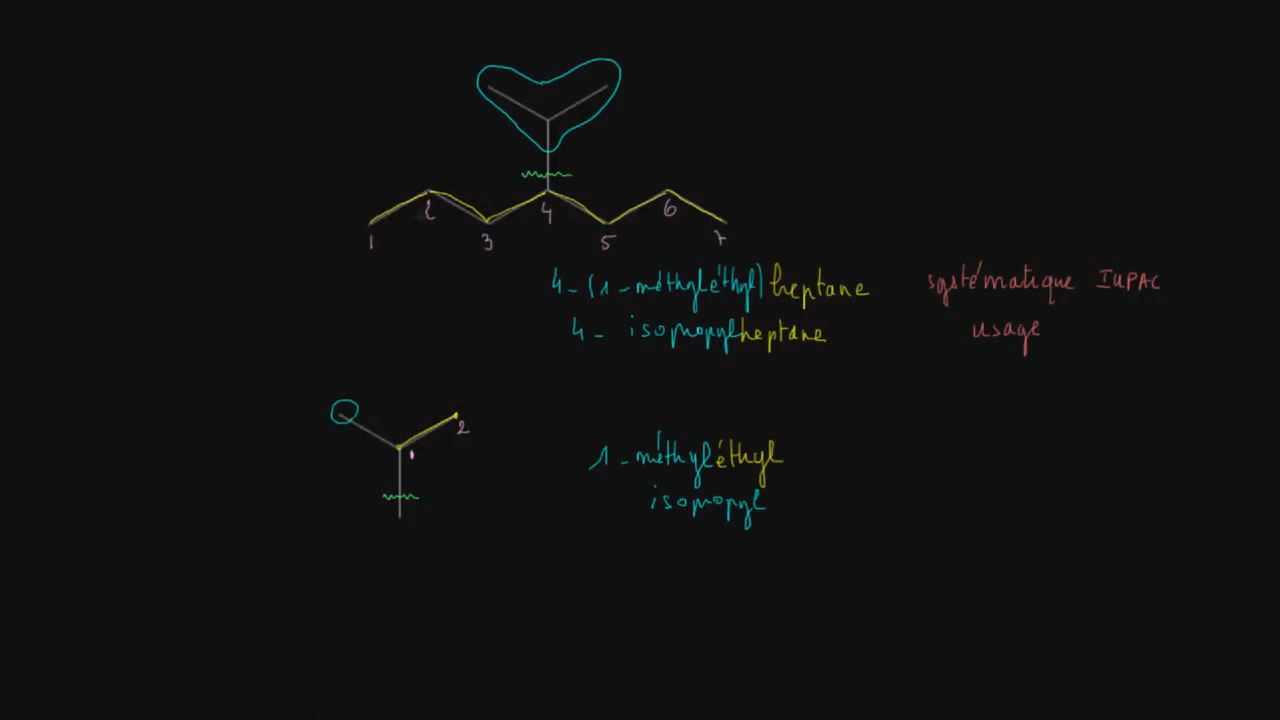 1 2 3 4 5 6 7
4-(1-méthyléthyl)heptane systématique IUPAC
4-isopropylheptane usage
1 2
1-méthyléthyl
isopropyl